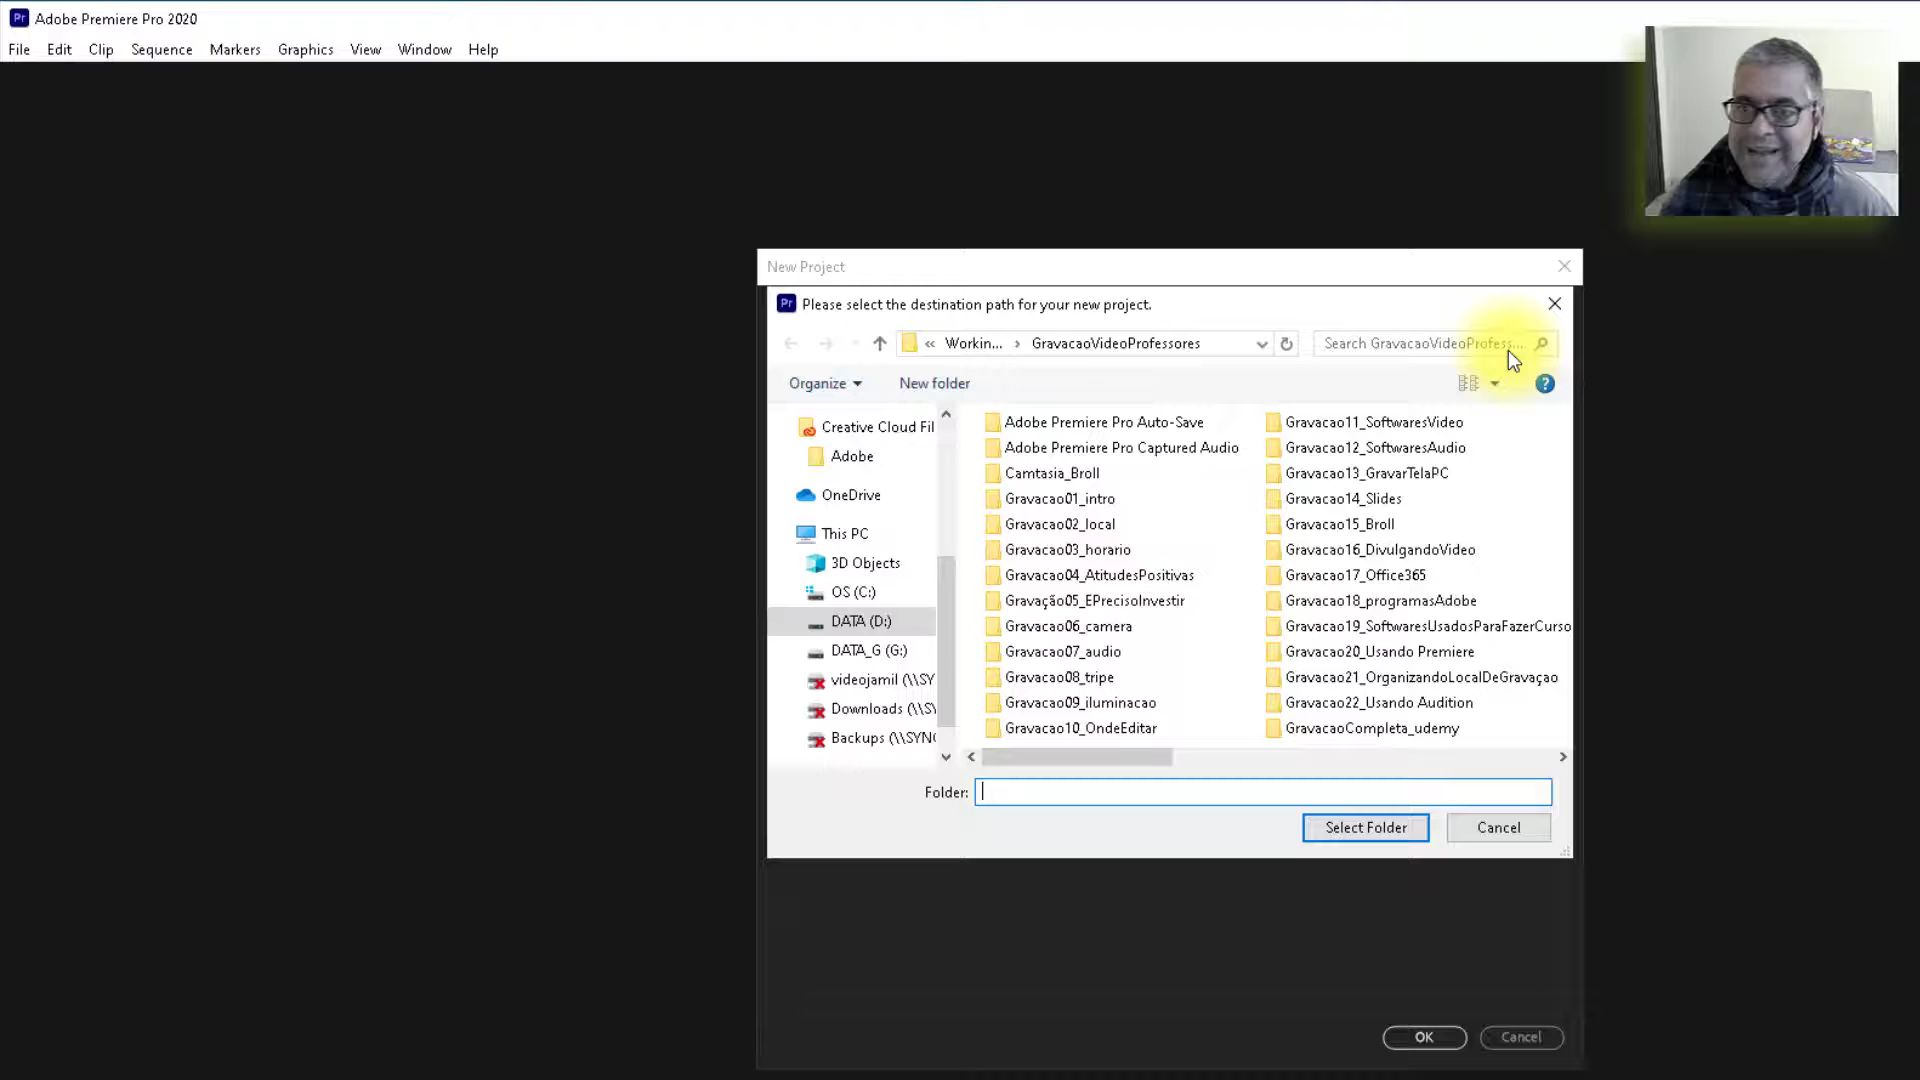 Pr Adobe Premiere Pro 2020
File Edit Clip Sequence Markers Graphics View Window Help
New Project
Pr Please select the destination path for your new project.
« Workin... › GravacaoVideoProfessores
Search GravacaoVideoProfess...
Organize New folder
?
Creative Cloud Fil
Adobe
OneDrive
This PC
3D Objects
OS (C:)
DATA (D:)
DATA_G (G:)
videojamil (\\SY
Downloads (\\SY
Backups (\\SYN
Adobe Premiere Pro Auto-Save
Adobe Premiere Pro Captured Audio
Camtasia_Broll
Gravacao01_intro
Gravacao02_local
Gravacao03_horario
Gravacao04_AtitudesPositivas
Gravação05_EPrecisoInvestir
Gravacao06_camera
Gravacao07_audio
Gravacao08_tripe
Gravacao09_iluminacao
Gravacao10_OndeEditar
Gravacao11_SoftwaresVideo
Gravacao12_SoftwaresAudio
Gravacao13_GravarTelaPC
Gravacao14_Slides
Gravacao15_Broll
Gravacao16_DivulgandoVideo
Gravacao17_Office365
Gravacao18_programasAdobe
Gravacao19_SoftwaresUsadosParaFazerCurso
Gravacao20_Usando Premiere
Gravacao21_OrganizandoLocalDeGravaçao
Gravacao22_Usando Audition
GravacaoCompleta_udemy
Folder:
Select Folder Cancel
OK Cancel